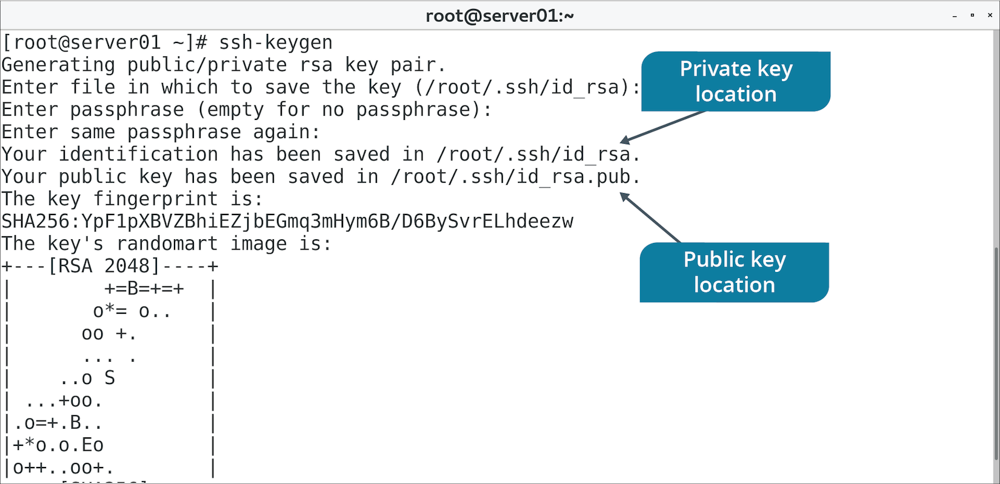 root@server01:~
[root@server01 ~]# ssh-keygen
Generating public/private rsa key pair.
Enter file in which to save the key (/root/.ssh/id_rsa):
Enter passphrase (empty for no passphrase):
Enter same passphrase again:
Your identification has been saved in /root/.ssh/id_rsa.
Your public key has been saved in /root/.ssh/id_rsa.pub.
The key fingerprint is:
SHA256:YpF1pXBVZBhiEZjbEGmq3mHym6B/D6BySvrELhdeezw
The key's randomart image is:
+---[RSA 2048]----+
|        +=B=+=+  |
|       o*= o..   |
|      oo +.      |
|      ... .      |
|    ..o S        |
| ...+oo.         |
|.o=+.B..         |
|+*o.o.Eo         |
|o++..oo+.        |
Private key
location
Public key
location